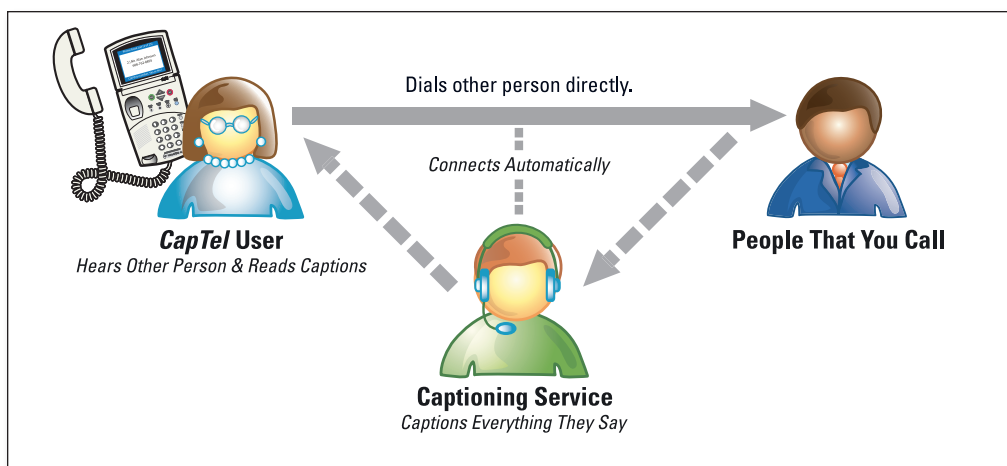 Dials other person directly.
Connects Automatically
CapTel User
Hears Other Person & Reads Captions
People That You Call
Captioning Service
Captions Everything They Say